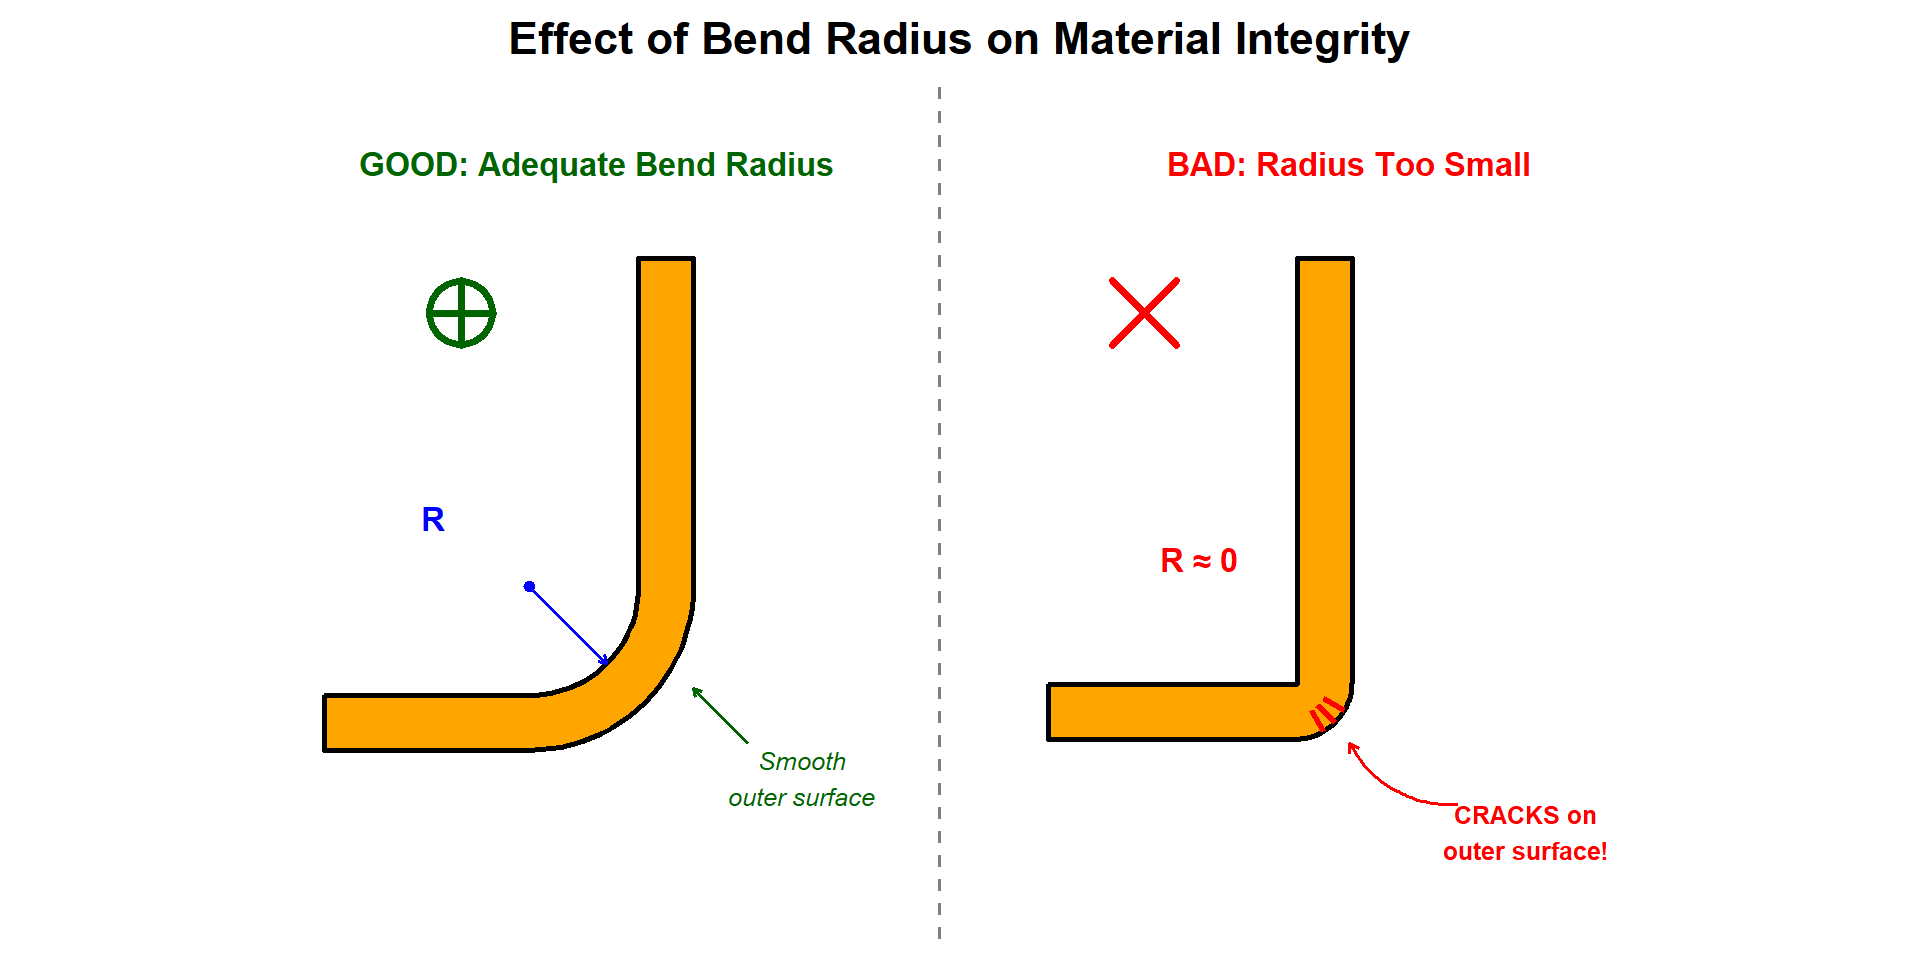 Effect of Bend Radius on Material Integrity
GOOD: Adequate Bend Radius
R
Smooth
outer surface
BAD: Radius Too Small
R ≈ 0
CRACKS on
outer surface!